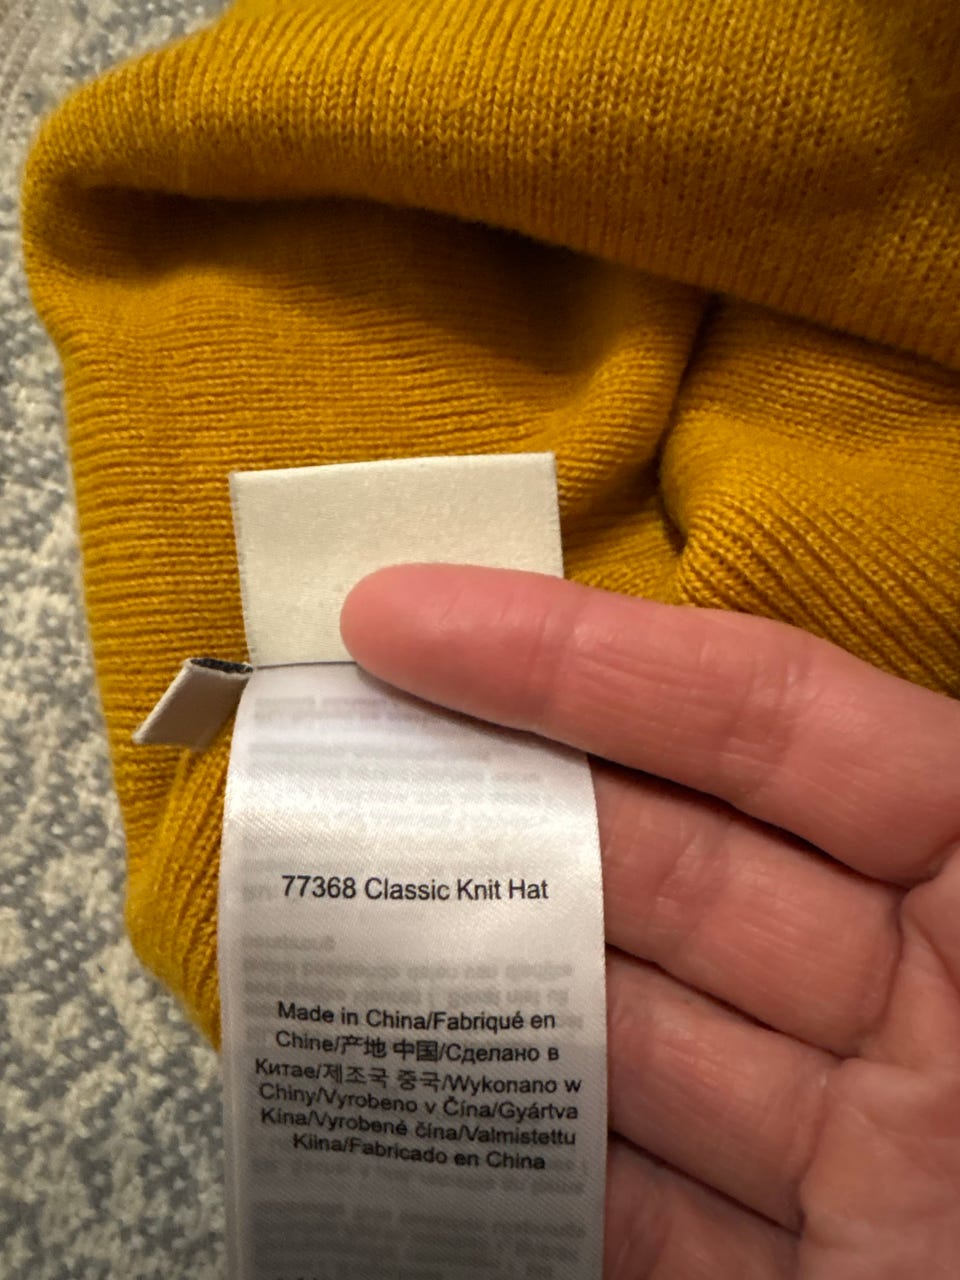 77368 Classic Knit Hat
Made in China/Fabriqué en
Chine/产地 中国/Сделано в
Китае/제조국 중국/Wykonano w
Chiny/Vyrobeno v Čína/Gyártva
Kína/Vyrobené čína/Valmistettu
Kiina/Fabricado en China